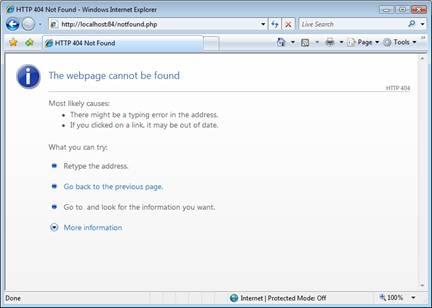 HTTP 404 Not Found - Windows Internet Explorer
http://localhost:84/notfound.php
Live Search
HTTP 404 Not Found
Page
Tools
The webpage cannot be found
HTTP 404
Most likely causes:
There might be a typing error in the address.
If you clicked on a link, it may be out of date.
What you can try:
Retype the address.
Go back to the previous page.
Go to and look for the information you want.
More information
Done
Internet | Protected Mode: Off
100%